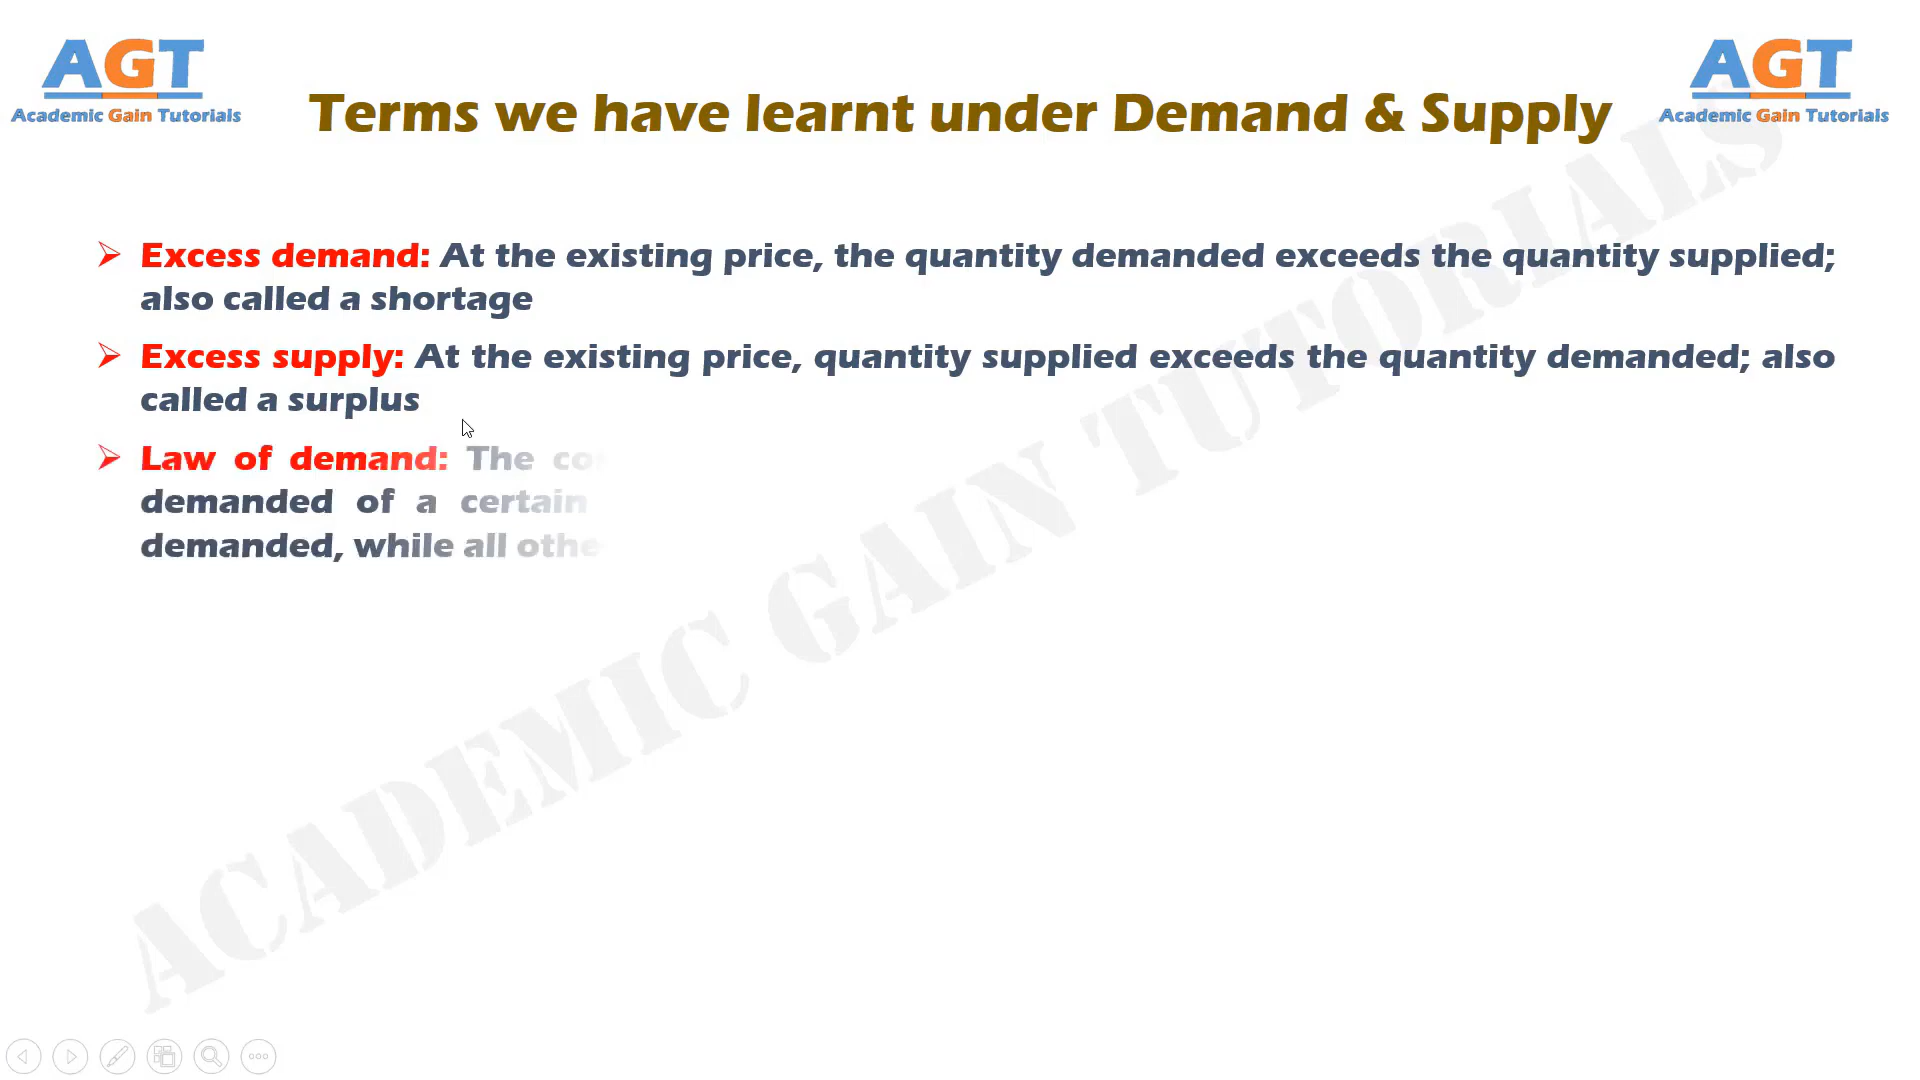 AGT
Academic Gain Tutorials
AGT
Academic Gain Tutorials
Terms we have learnt under Demand & Supply
Excess demand: At the existing price, the quantity demanded exceeds the quantity supplied;
also called a shortage
Excess supply: At the existing price, quantity supplied exceeds the quantity demanded; also
called a surplus
Law of demand: The
demanded of a certain
demanded, while all
ACADEMIC GAIN TUTORIALS